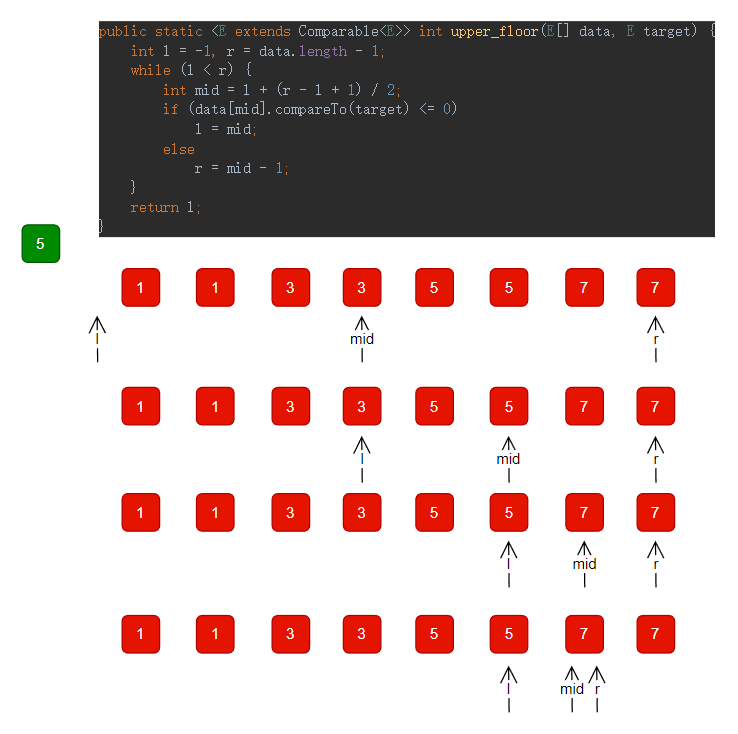 public static <E extends Comparable<E>> int upper_floor(E[] data, E target) {
int l = -1, r = data.length - 1;
while (l < r) {
int mid = l + (r - l + 1) / 2;
if (data[mid].compareTo(target) <= 0)
l = mid;
else
r = mid - 1;
}
return l;
}
5
1 1 3 3 5 5 7 7
l mid r
1 1 3 3 5 5 7 7
l mid r
1 1 3 3 5 5 7 7
l mid r
1 1 3 3 5 5 7 7
l mid r